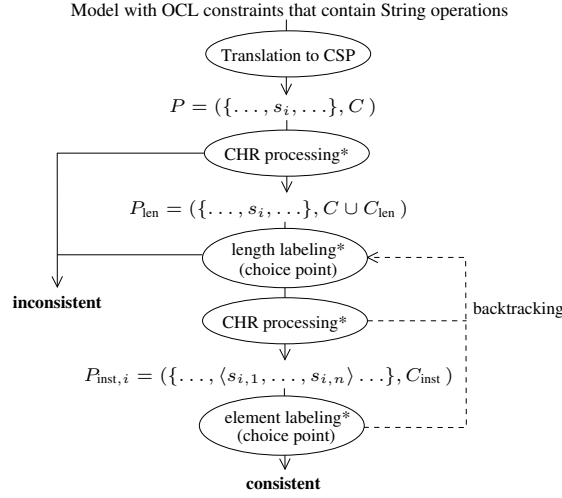 Model with OCL constraints that contain String operations
Translation to CSP
P = ({. . . , s_i, . . .}, C )
CHR processing*
P_len = ({. . . , s_i, . . .}, C ∪ C_len )
length labeling*
(choice point)
inconsistent
backtracking
CHR processing*
P_inst, i = ({. . . , ⟨s_i,1, . . . , s_i,n⟩ . . .}, C_inst )
element labeling*
(choice point)
consistent